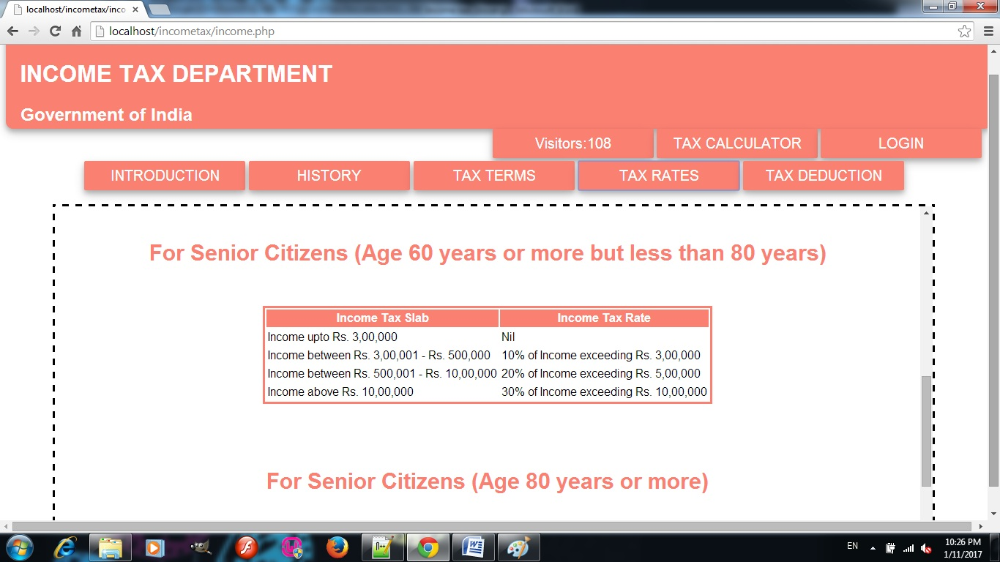 localhost/incometax/inco
localhost/incometax/income.php
INCOME TAX DEPARTMENT
Government of India
Visitors:108 TAX CALCULATOR LOGIN
INTRODUCTION HISTORY TAX TERMS TAX RATES TAX DEDUCTION
For Senior Citizens (Age 60 years or more but less than 80 years)
Income Tax Slab Income Tax Rate
Income upto Rs. 3,00,000 Nil
Income between Rs. 3,00,001 - Rs. 500,000 10% of Income exceeding Rs. 3,00,000
Income between Rs. 500,001 - Rs. 10,00,000 20% of Income exceeding Rs. 5,00,000
Income above Rs. 10,00,000 30% of Income exceeding Rs. 10,00,000
For Senior Citizens (Age 80 years or more)
EN
10:26 PM
1/11/2017